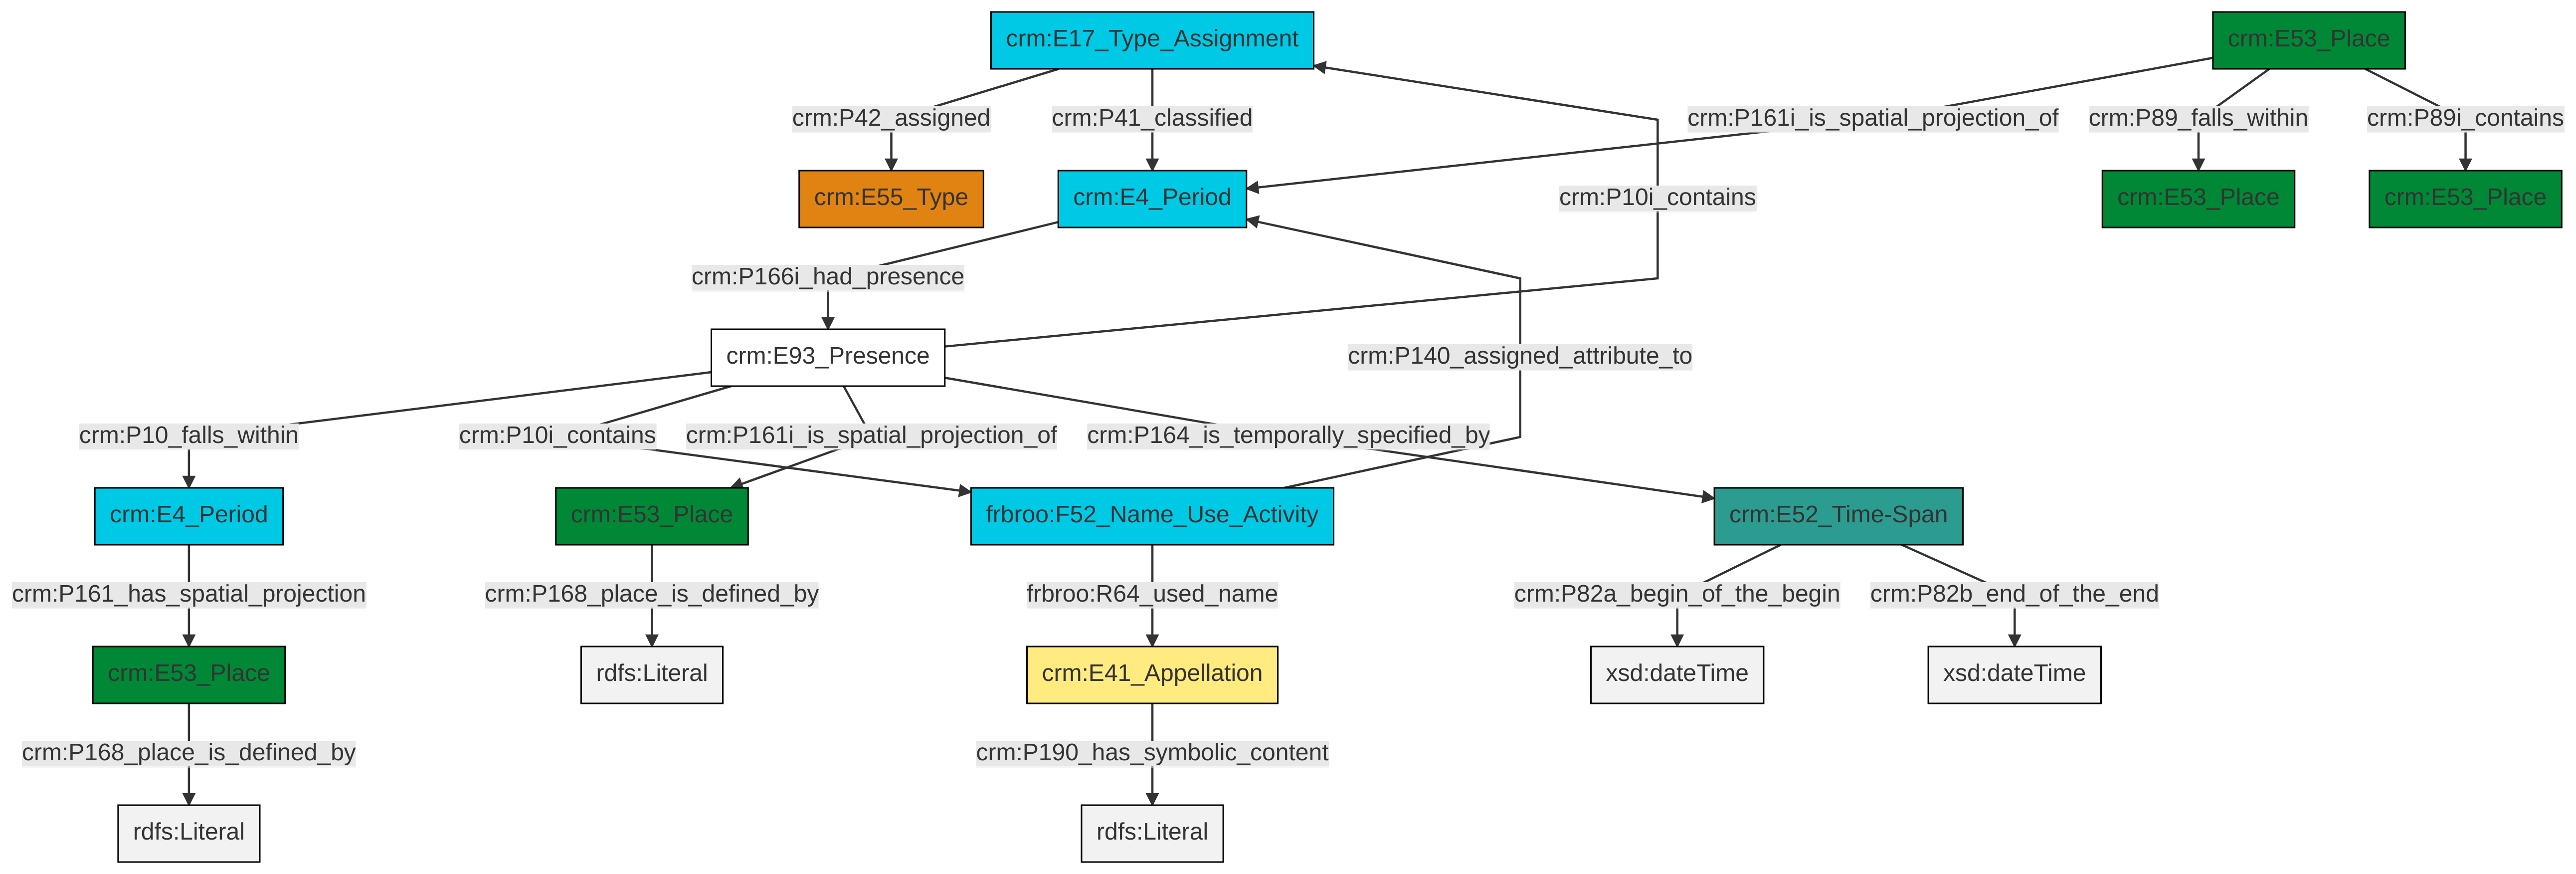 crm:E17_Type_Assignment
crm:E53_Place
crm:P42_assigned
crm:P41_classified
crm:P161i_is_spatial_projection_of
crm:P89_falls_within
crm:P89i_contains
crm:E55_Type
crm:E4_Period
crm:P10i_contains
crm:E53_Place
crm:E53_Place
crm:P166i_had_presence
crm:E93_Presence
crm:P140_assigned_attribute_to
crm:P10_falls_within
crm:P10i_contains
crm:P161i_is_spatial_projection_of
crm:P164_is_temporally_specified_by
crm:E4_Period
crm:E53_Place
frbroo:F52_Name_Use_Activity
crm:E52_Time-Span
crm:P161_has_spatial_projection
crm:P168_place_is_defined_by
frbroo:R64_used_name
crm:P82a_begin_of_the_begin
crm:P82b_end_of_the_end
crm:E53_Place
rdfs:Literal
crm:E41_Appellation
xsd:dateTime
xsd:dateTime
crm:P168_place_is_defined_by
crm:P190_has_symbolic_content
rdfs:Literal
rdfs:Literal